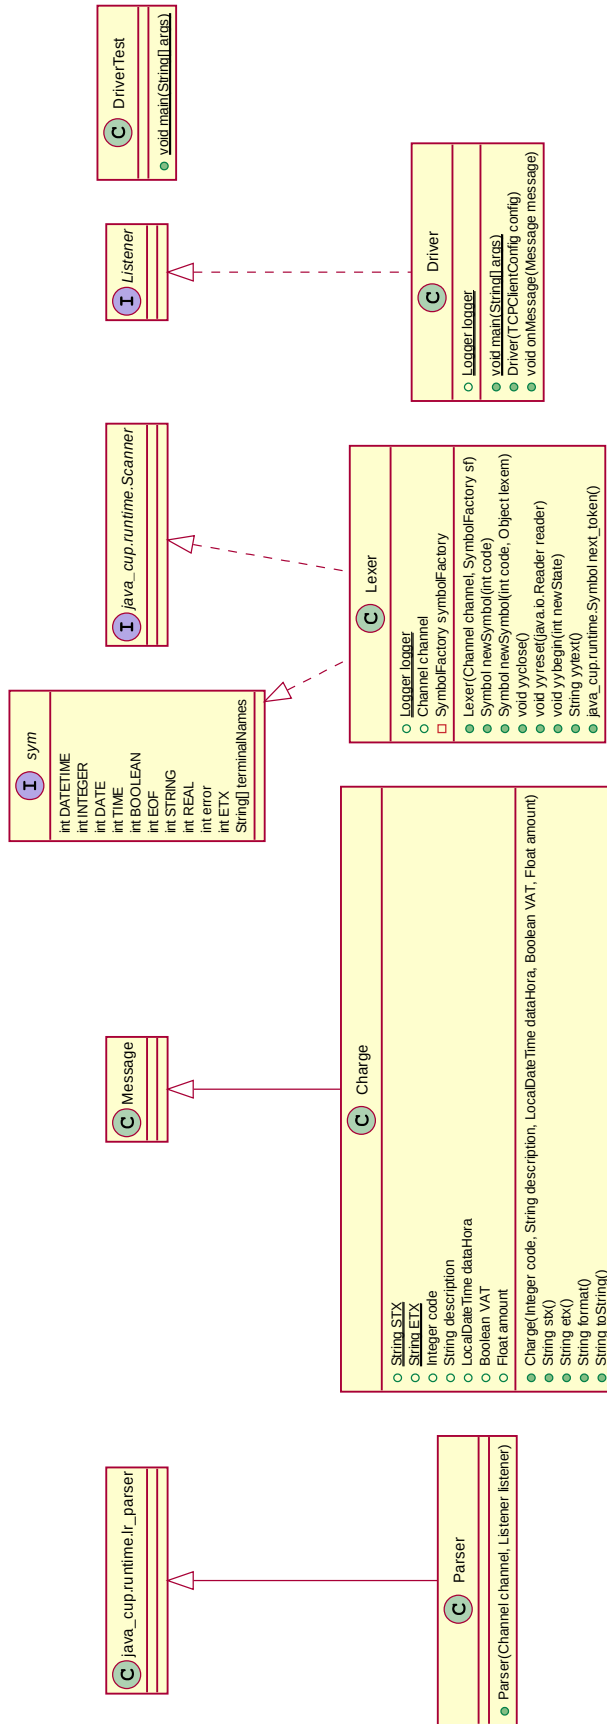 C java_cup.runtime.lr_parser
C Message
I sym
int DATETIME
int INTEGER
int DATE
int TIME
int BOOLEAN
int EOF
int STRING
int REAL
int error
int ETX
String[] terminalNames
I java_cup.runtime.Scanner
I Listener
C DriverTest
void main(String[] args)
C Parser
Parser(Channel channel, Listener listener)
C Charge
String STX
String ETX
Integer code
String description
LocalDateTime dataHora
Boolean VAT
Float amount
Charge(Integer code, String description, LocalDateTime dataHora, Boolean VAT, Float amount)
String stx()
String etx()
String format()
String toString()
C Lexer
Logger logger
Channel channel
SymbolFactory symbolFactory
Lexer(Channel channel, SymbolFactory sf)
Symbol newSymbol(int code)
Symbol newSymbol(int code, Object lexem)
void yyclose()
void yyreset(java.io.Reader reader)
void yybegin(int newState)
String yytext()
java_cup.runtime.Symbol next_token()
C Driver
Logger logger
void main(String[] args)
Driver(TCPClientConfig config)
void onMessage(Message message)